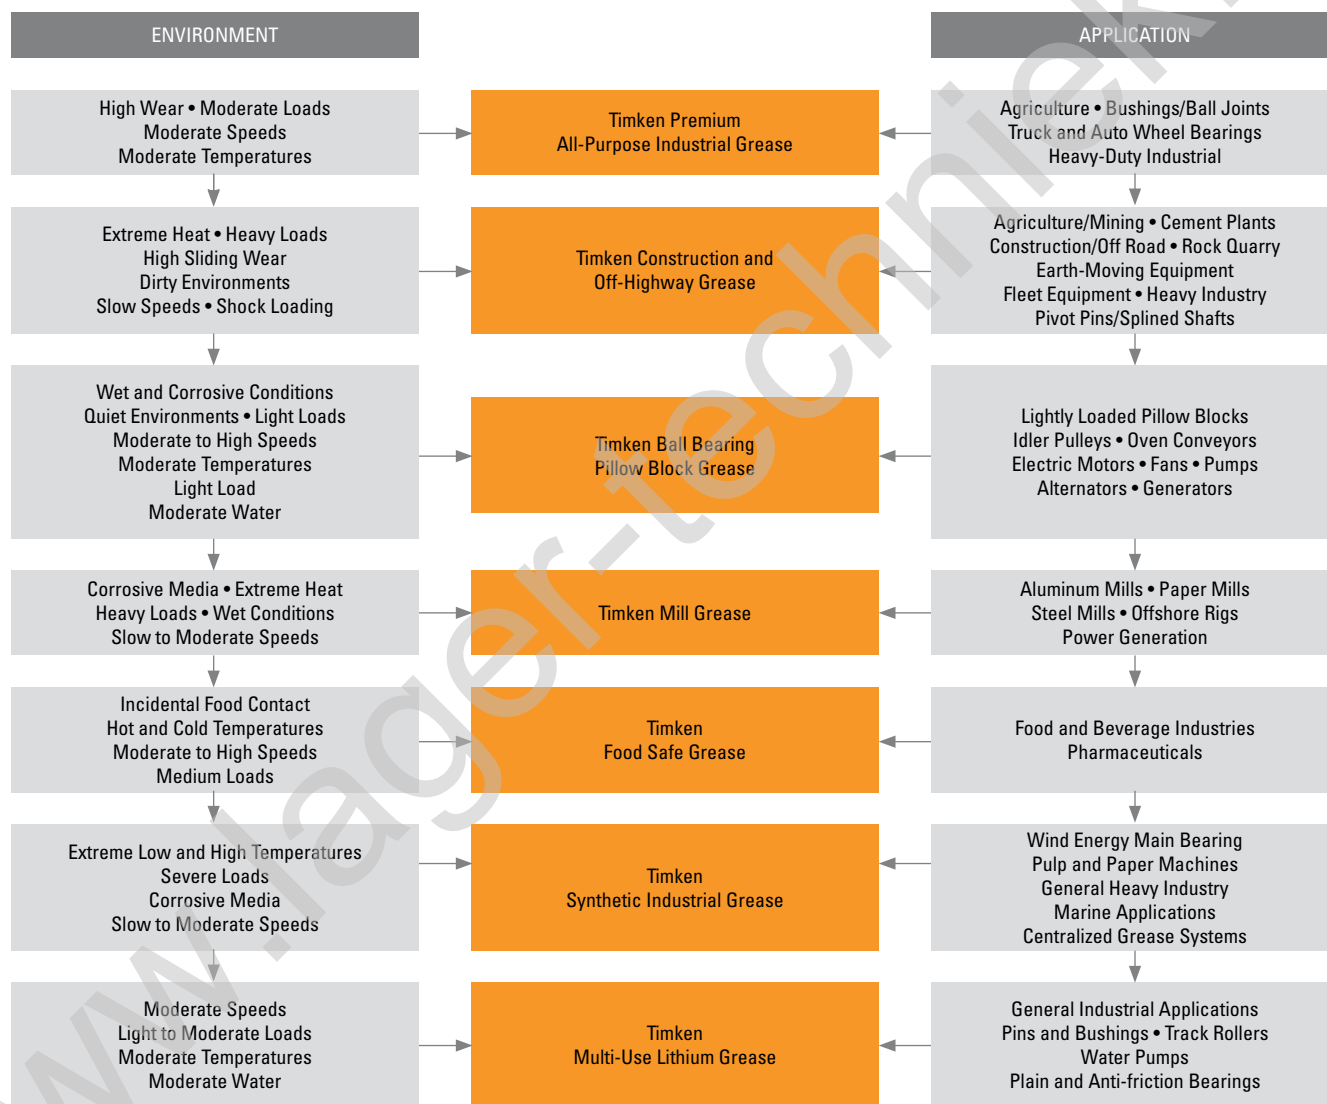 ENVIRONMENT
APPLICATION
High Wear • Moderate Loads
Moderate Speeds
Moderate Temperatures
Timken Premium
All-Purpose Industrial Grease
Agriculture • Bushings/Ball Joints
Truck and Auto Wheel Bearings
Heavy-Duty Industrial
Extreme Heat • Heavy Loads
High Sliding Wear
Dirty Environments
Slow Speeds • Shock Loading
Timken Construction and
Off-Highway Grease
Agriculture/Mining • Cement Plants
Construction/Off Road • Rock Quarry
Earth-Moving Equipment
Fleet Equipment • Heavy Industry
Pivot Pins/Splined Shafts
Wet and Corrosive Conditions
Quiet Environments • Light Loads
Moderate to High Speeds
Moderate Temperatures
Light Load
Moderate Water
Timken Ball Bearing
Pillow Block Grease
Lightly Loaded Pillow Blocks
Idler Pulleys • Oven Conveyors
Electric Motors • Fans • Pumps
Alternators • Generators
Corrosive Media • Extreme Heat
Heavy Loads • Wet Conditions
Slow to Moderate Speeds
Timken Mill Grease
Aluminum Mills • Paper Mills
Steel Mills • Offshore Rigs
Power Generation
Incidental Food Contact
Hot and Cold Temperatures
Moderate to High Speeds
Medium Loads
Timken
Food Safe Grease
Food and Beverage Industries
Pharmaceuticals
Extreme Low and High Temperatures
Severe Loads
Corrosive Media
Slow to Moderate Speeds
Timken
Synthetic Industrial Grease
Wind Energy Main Bearing
Pulp and Paper Machines
General Heavy Industry
Marine Applications
Centralized Grease Systems
Moderate Speeds
Light to Moderate Loads
Moderate Temperatures
Moderate Water
Timken
Multi-Use Lithium Grease
General Industrial Applications
Pins and Bushings • Track Rollers
Water Pumps
Plain and Anti-friction Bearings
www.lager-techniek.